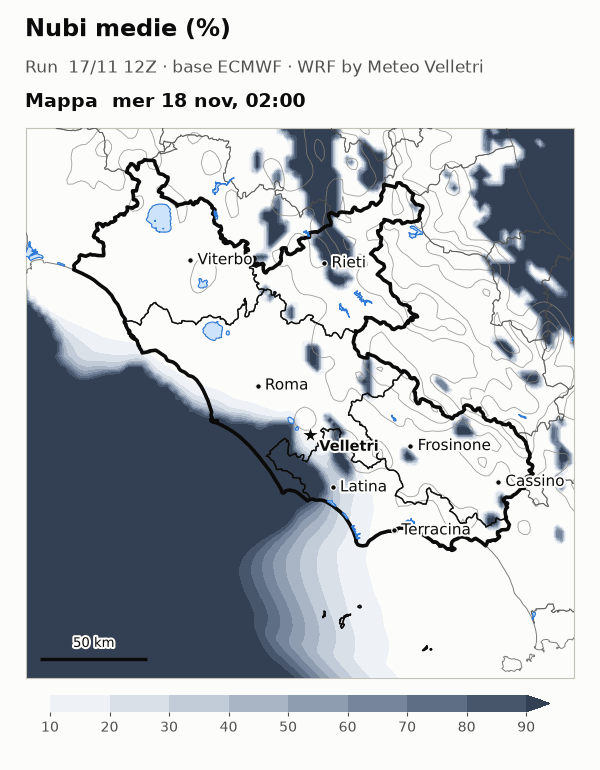 Nubi medie (%)
Run  17/11 12Z · base ECMWF · WRF by Meteo Velletri
Mappa  mer 18 nov, 02:00
Viterbo
Rieti
Roma
Velletri
Frosinone
Latina
Cassino
Terracina
50 km
10 20 30 40 50 60 70 80 90